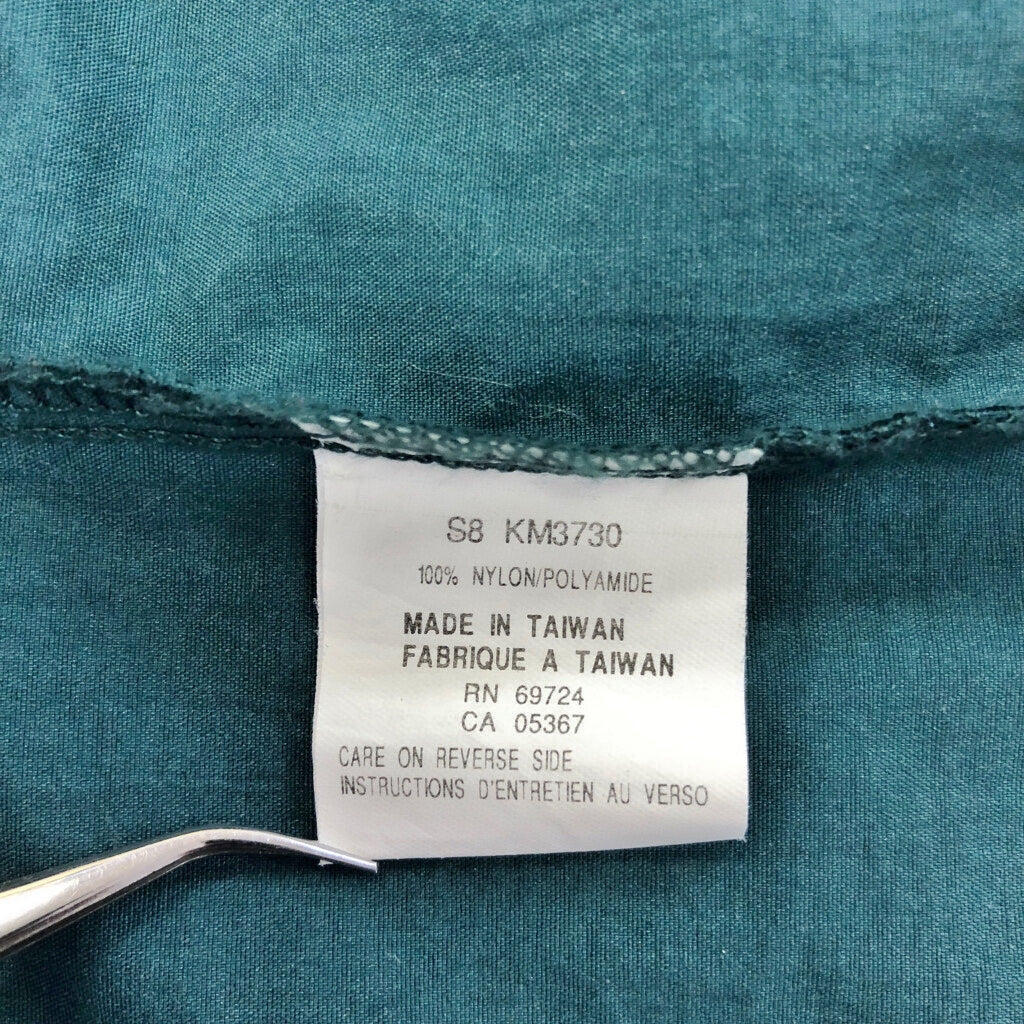 S8 KM3730
100% NYLON/POLYAMIDE
MADE IN TAIWAN
FABRIQUE A TAIWAN
RN 69724
CA 05367
CARE ON REVERSE SIDE
INSTRUCTIONS D'ENTRETIEN AU VERSO